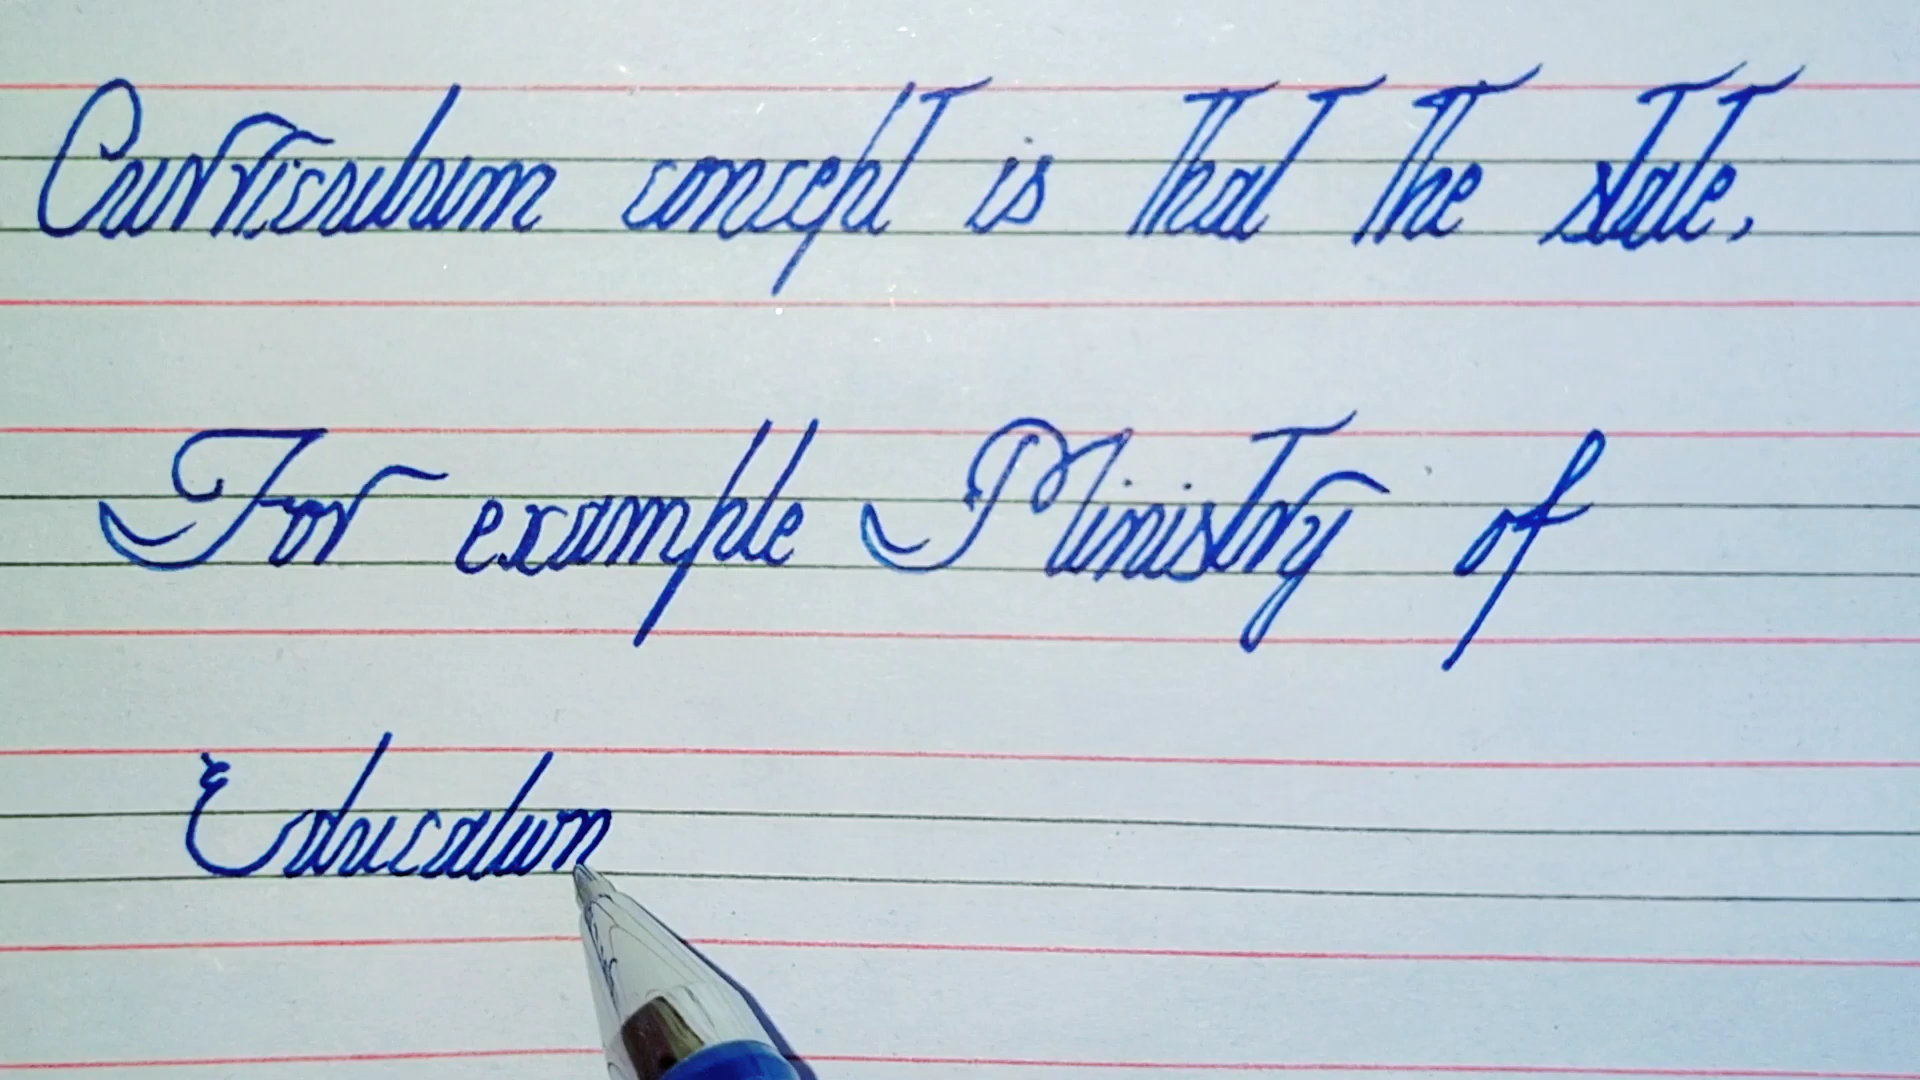 Curriculum concept is that the state,
For example Ministry of
Education